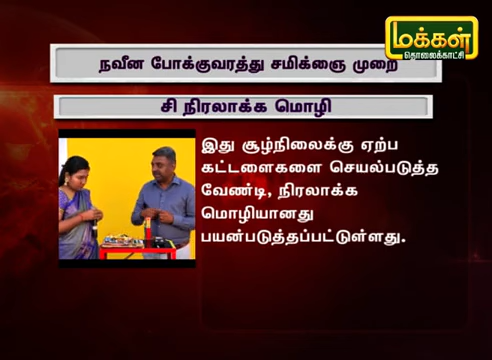 மக்கள்
தொலைக்காட்சி
நவீன போக்குவரத்து சமிக்ஞை முறை
சி நிரலாக்க மொழி
இது சூழ்நிலைக்கு ஏற்ப
கட்டளைகளை செயல்படுத்த
வேண்டி, நிரலாக்க
மொழியானது
பயன்படுத்தப்பட்டுள்ளது.